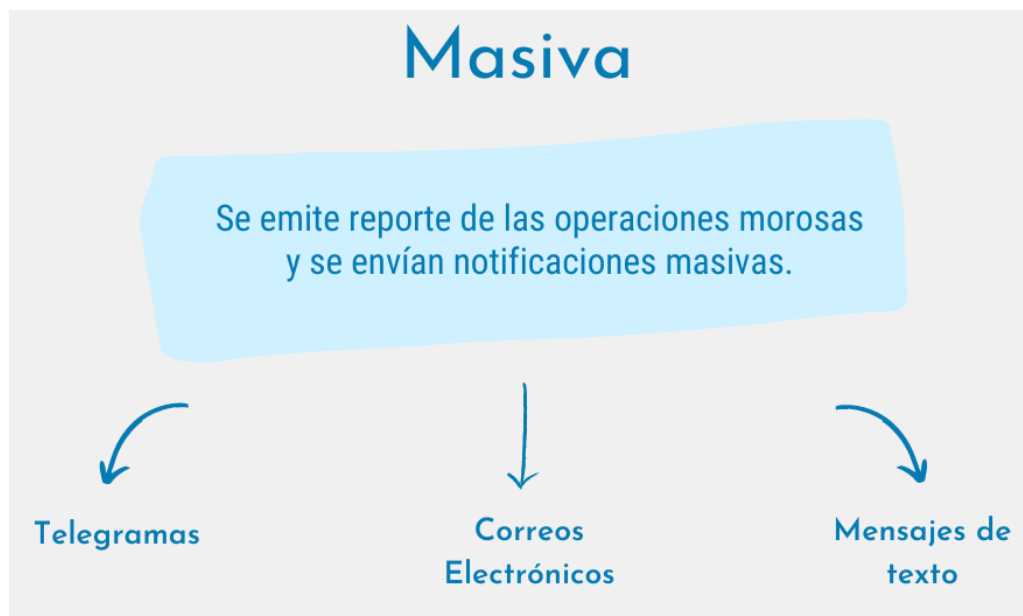 Masiva
Se emite reporte de las operaciones morosas
y se envían notificaciones masivas.
Telegramas
Correos
Electrónicos
Mensajes de
texto